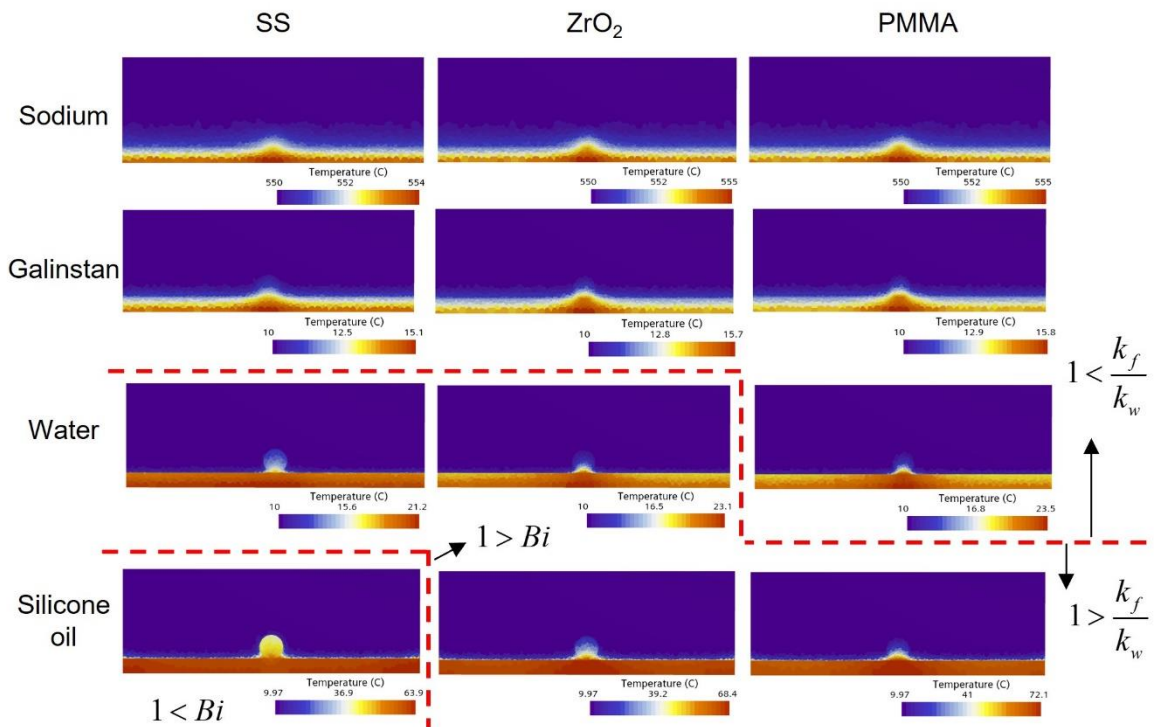 SS ZrO₂ PMMA
Sodium
Temperature (C) Temperature (C) Temperature (C)
550 552 554 550 552 555 550 552 555
Galinstan
Temperature (C) Temperature (C) Temperature (C)
10 12.5 15.1 10 12.8 15.7 10 12.9 15.8
1 < k_f / k_w
Water
Temperature (C) Temperature (C) Temperature (C)
10 15.6 21.2 10 16.5 23.1 10 16.8 23.5
1 > Bi
Silicone
oil
1 > k_f / k_w
Temperature (C) Temperature (C) Temperature (C)
9.97 36.9 63.9 9.97 39.2 68.4 9.97 41 72.1
1 < Bi